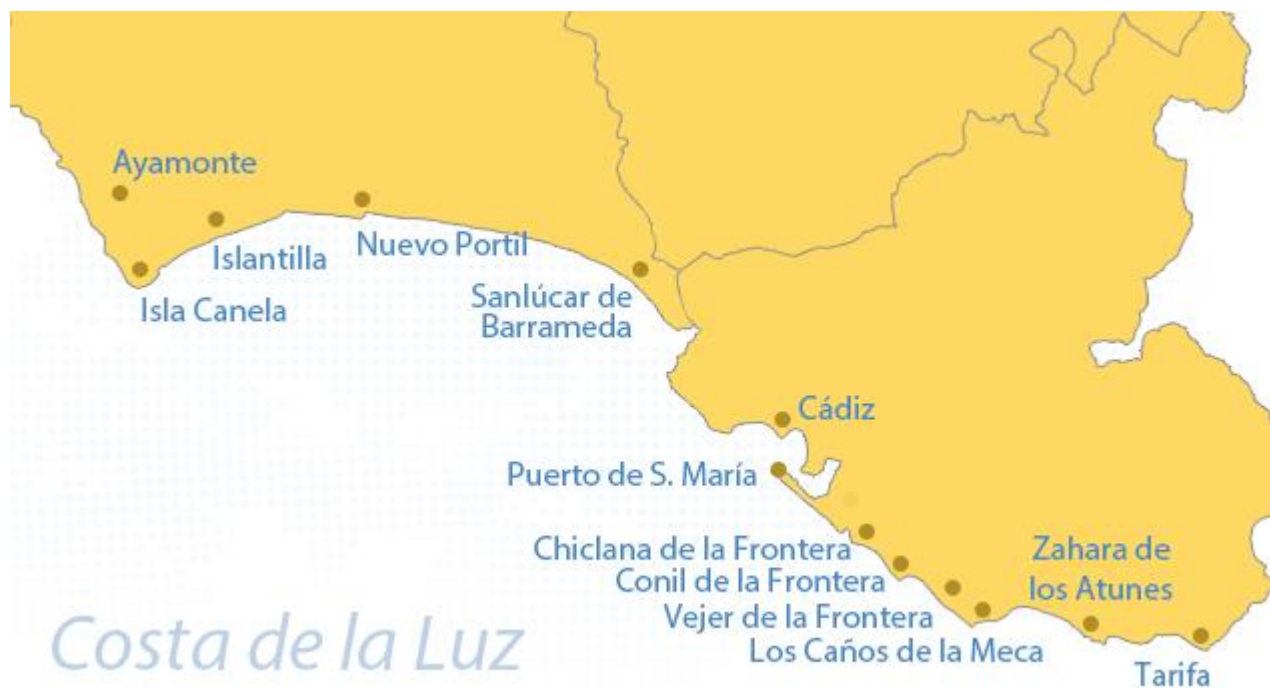 Ayamonte
Islantilla
Isla Canela
Nuevo Portil
Sanlúcar de
Barrameda
Cádiz
Puerto de S. María
Chiclana de la Frontera
Conil de la Frontera
Vejer de la Frontera
Los Caños de la Meca
Zahara de
los Atunes
Tarifa
Costa de la Luz